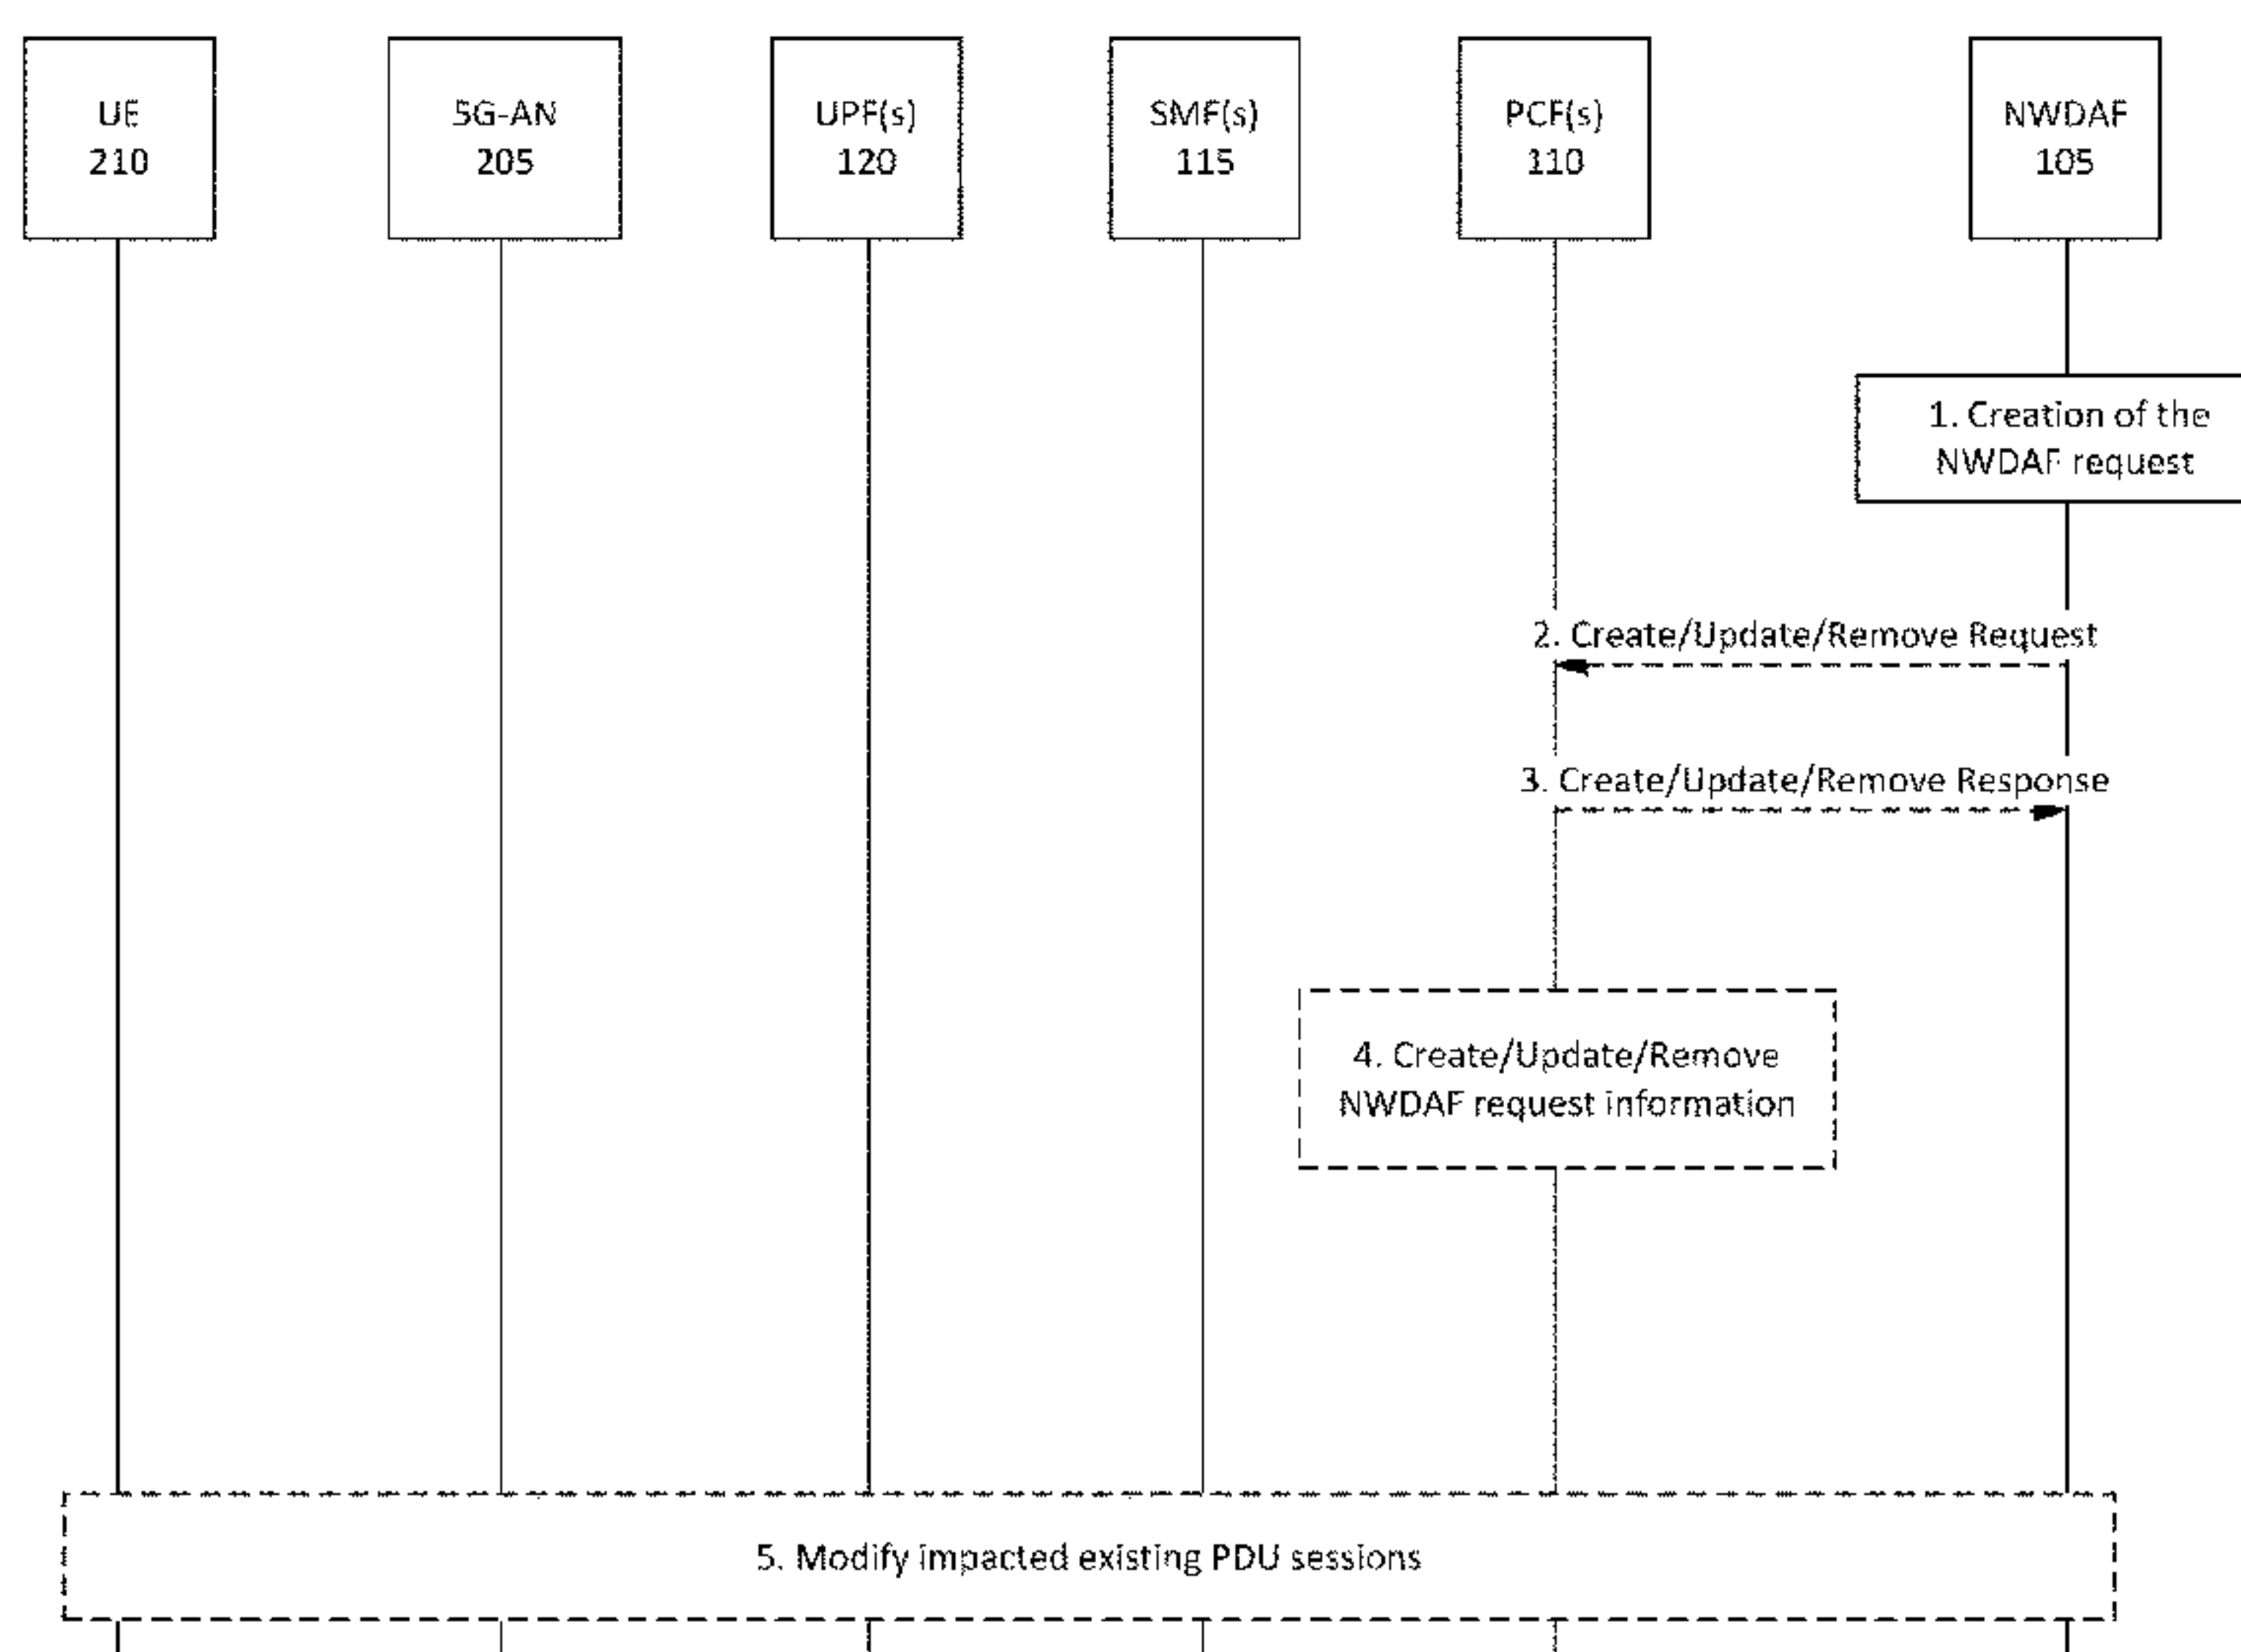 UE
210
5G-AN
205
UPF(s)
120
SMF(s)
115
PCF(s)
110
NWDAF
105
1. Creation of the
NWDAF request
2. Create/Update/Remove Request
3. Create/Update/Remove Response
4. Create/Update/Remove
NWDAF request information
5. Modify impacted existing PDU sessions